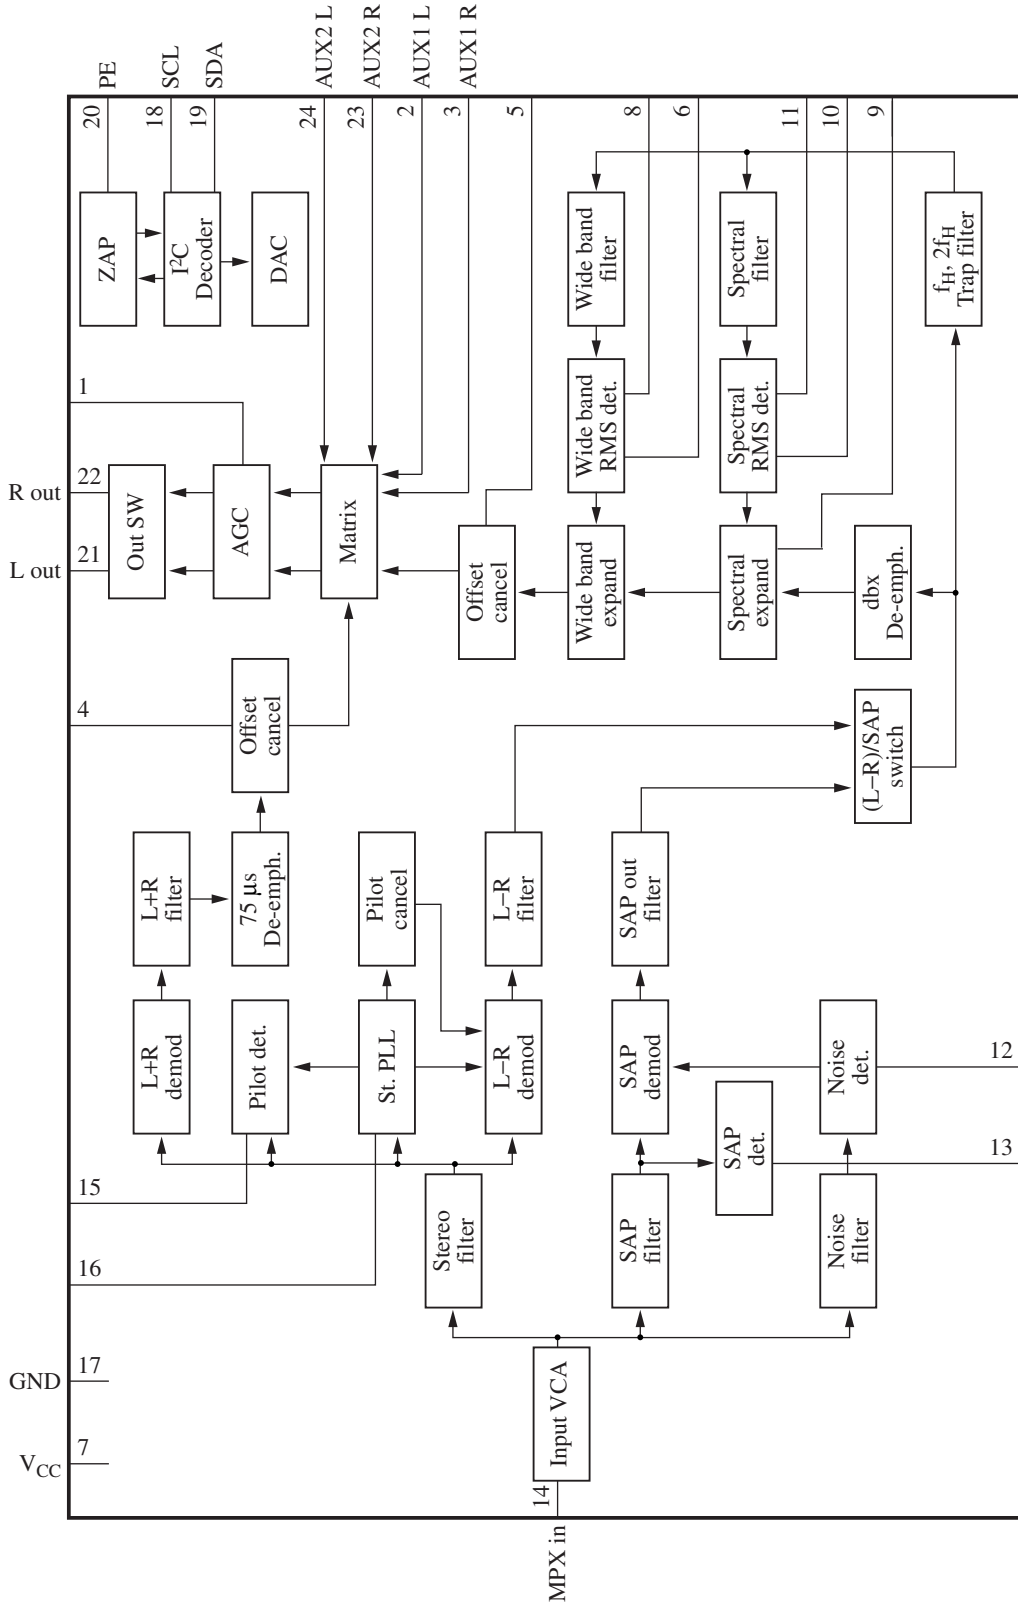 PE
SCL
SDA
AUX2 L
AUX2 R
AUX1 L
AUX1 R
20
18
19
24
23
2
3
5
8
6
11
10
9
ZAP
I²C
Decoder
DAC
Wide band
filter
Spectral
filter
f_H, 2f_H
Trap filter
1
R out
22
L out
21
Out SW
AGC
Matrix
Wide band
RMS det.
Spectral
RMS det.
Offset
cancel
Wide band
expand
Spectral
expand
dbx
De-emph.
4
Offset
cancel
(L−R)/SAP
switch
L+R
filter
75 μs
De-emph.
Pilot
cancel
L−R
filter
SAP out
filter
L+R
demod
Pilot det.
St. PLL
L−R
demod
SAP
demod
Noise
det.
12
SAP
det.
13
15
16
Stereo
filter
SAP
filter
Noise
filter
GND
17
V_CC
7
Input VCA
14
MPX in